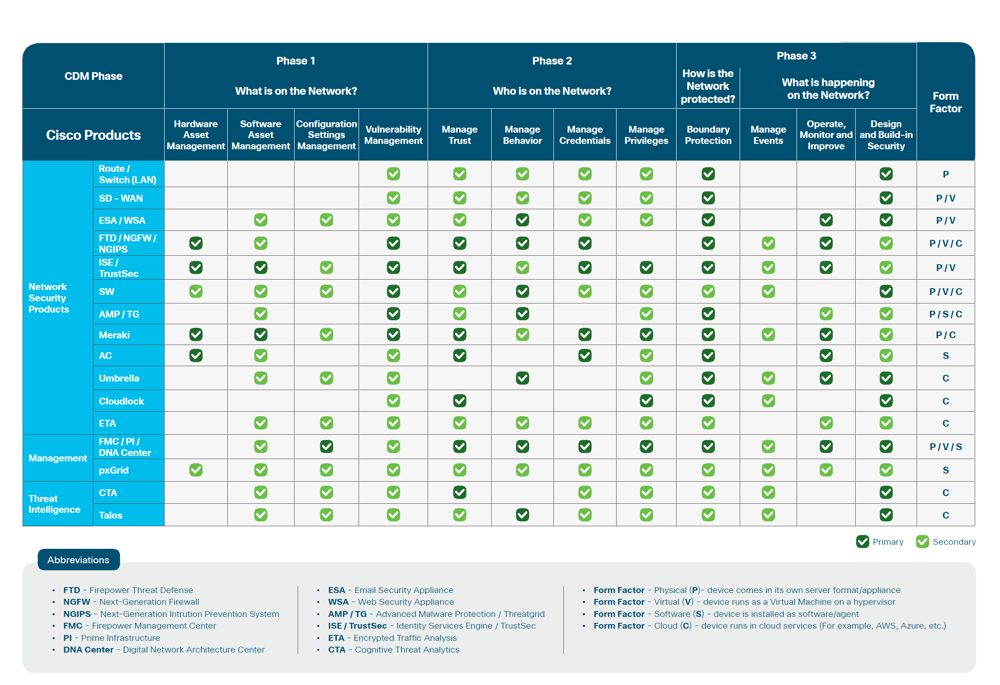 CDM Phase
Phase 1
What is on the Network?
Phase 2
Who is on the Network?
Phase 3
How is the
Network
protected?
What is happening
on the Network?
Form
Factor
Cisco Products
Hardware
Asset
Management
Software
Asset
Management
Configuration
Settings
Management
Vulnerability
Management
Manage
Trust
Manage
Behavior
Manage
Credentials
Manage
Privileges
Boundary
Protection
Manage
Events
Operate,
Monitor and
Improve
Design
and Build-in
Security
Network
Security
Products
Route /
Switch (LAN)
P
SD - WAN
P / V
ESA / WSA
P / V
FTD / NGFW /
NGIPS
P / V / C
ISE /
TrustSec
P / V
SW
P / V / C
AMP / TG
P / S / C
Meraki
P / C
AC
S
Umbrella
C
Cloudlock
C
ETA
C
Management
FMC / PI /
DNA Center
P / V / S
pxGrid
S
Threat
Intelligence
CTA
C
Talos
C
Primary
Secondary
Abbreviations
▪ FTD - Firepower Threat Defense
▪ NGFW - Next-Generation Firewall
▪ NGIPS - Next-Generation Intrution Prevention System
▪ FMC - Firepower Management Center
▪ PI - Prime Infrastructure
▪ DNA Center - Digital Network Architecture Center
▪ ESA - Email Security Appliance
▪ WSA - Web Security Appliance
▪ AMP / TG - Advanced Malware Protection / Threatgrid
▪ ISE / TrustSec - Identity Services Engine / TrustSec
▪ ETA - Encrypted Traffic Analysis
▪ CTA - Cognitive Threat Analytics
▪ Form Factor - Physical (P)- device comes in its own server format/appliance
▪ Form Factor - Virtual (V) - device runs as a Virtual Machine on a hypervisor
▪ Form Factor - Software (S) - device is installed as software/agent
▪ Form Factor - Cloud (C) - device runs in cloud services (For example, AWS, Azure, etc.)